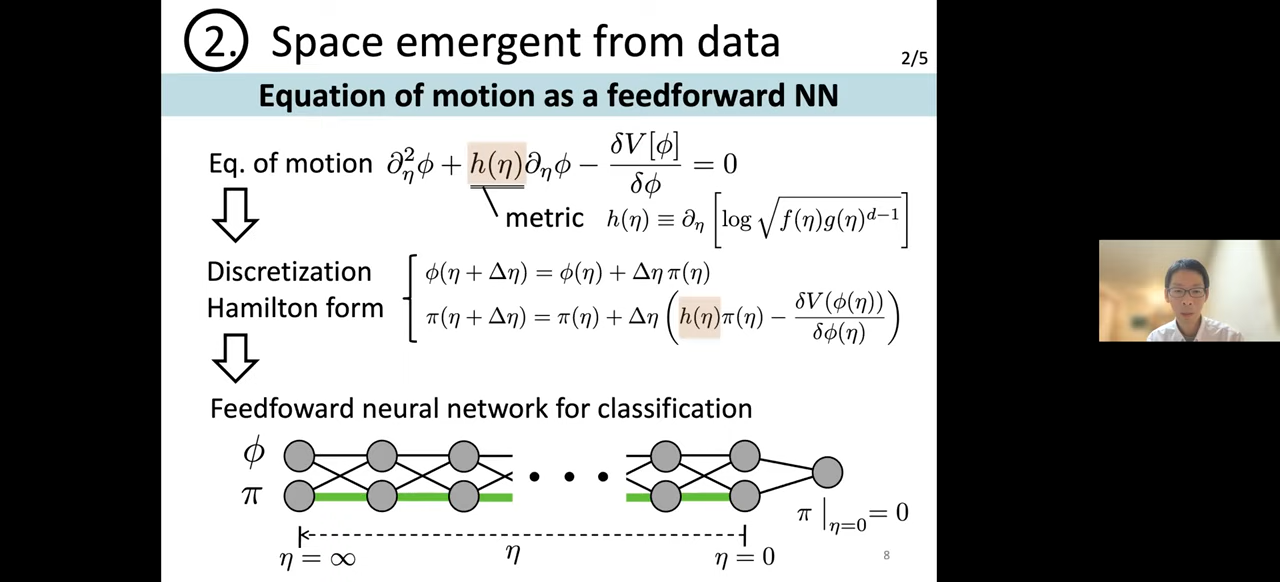 2. Space emergent from data
2/5
Equation of motion as a feedforward NN
Eq. of motion ∂²_η ϕ + h(η)∂_η ϕ − δV[ϕ]/δϕ = 0
metric h(η) ≡ ∂_η [log √(f(η)g(η)^{d−1})]
Discretization
Hamilton form
ϕ(η + Δη) = ϕ(η) + Δη π(η)
π(η + Δη) = π(η) + Δη (h(η)π(η) − δV(ϕ(η))/δϕ(η))
Feedfoward neural network for classification
ϕ
π
π |_{η=0} = 0
η = ∞
η
η = 0
8